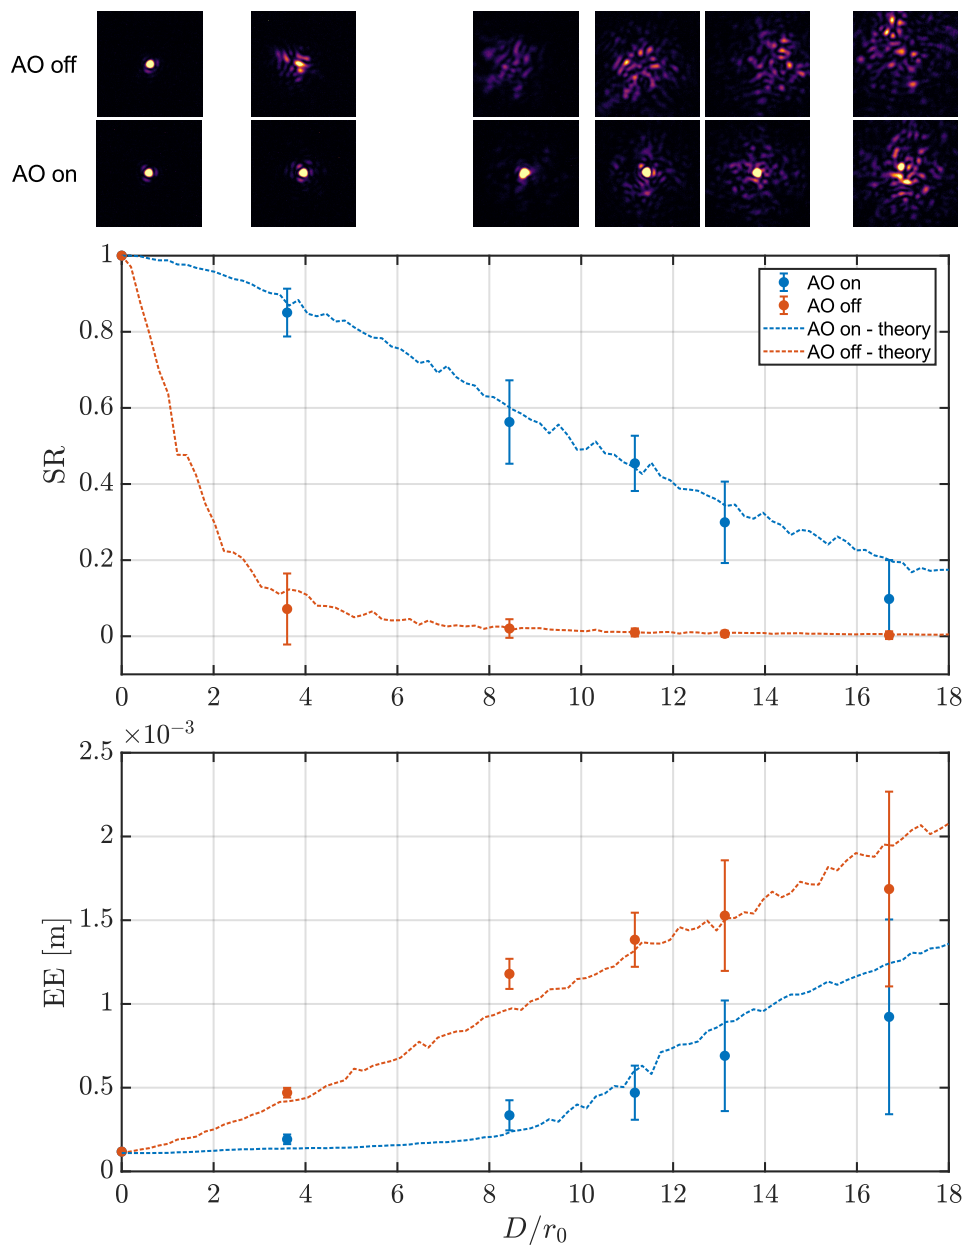 AO off
AO on
1
0.8
0.6
0.4
0.2
0
SR
AO on
AO off
AO on - theory
AO off - theory
0 2 4 6 8 10 12 14 16 18
×10⁻³
2.5
2
1.5
1
0.5
0
EE [m]
0 2 4 6 8 10 12 14 16 18
D/r₀